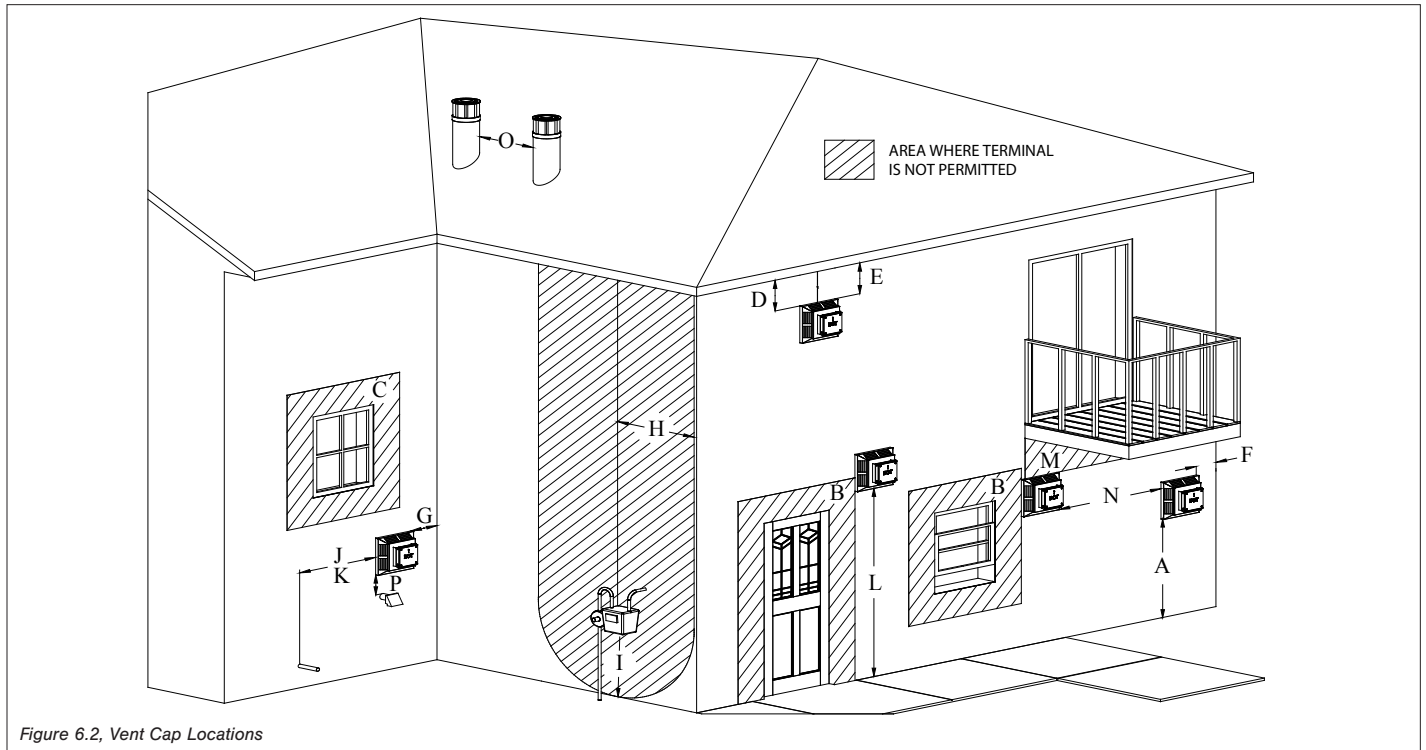 O
AREA WHERE TERMINAL
IS NOT PERMITTED
D
E
C
H
B
B
M
F
N
G
J
K
P
L
A
I
Figure 6.2, Vent Cap Locations